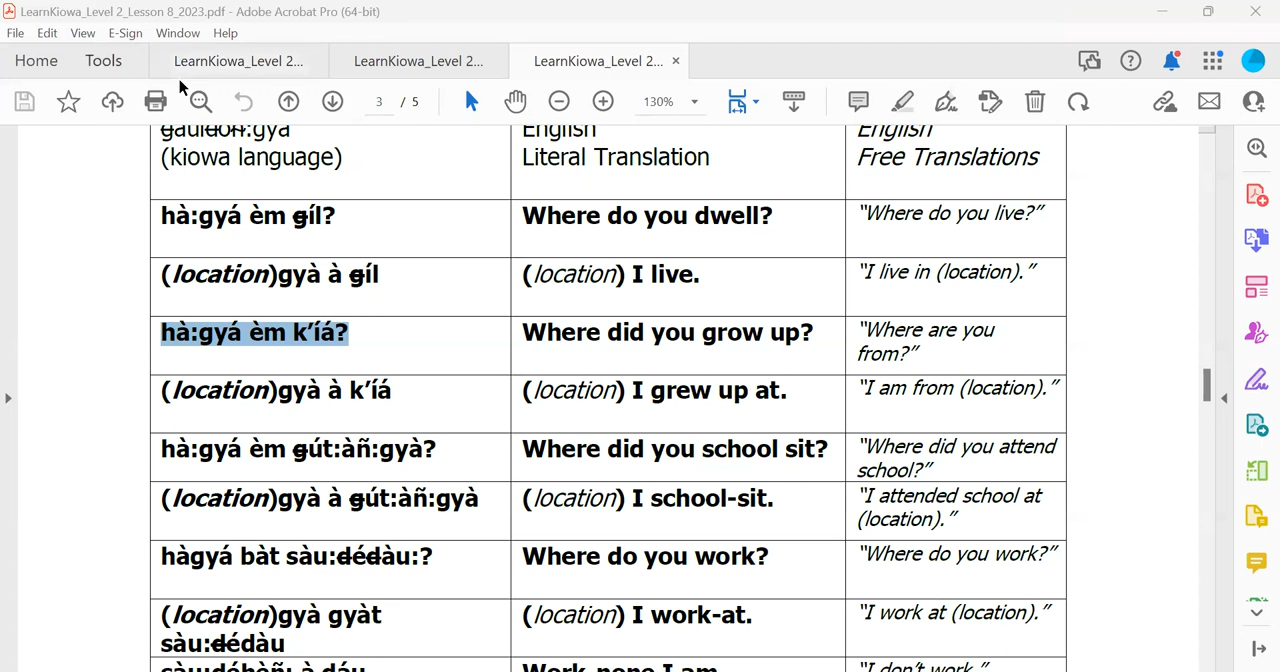 LearnKiowa_Level 2_Lesson 8_2023.pdf - Adobe Acrobat Pro (64-bit)
File Edit View E-Sign Window Help
Home Tools LearnKiowa_Level 2... LearnKiowa_Level 2... LearnKiowa_Level 2... ×
3 / 5 130%
English English
(kiowa language) Literal Translation Free Translations
hà:gyá èm g̶íl? Where do you dwell? "Where do you live?"
(location)gyà à g̶íl (location) I live. "I live in (location)."
hà:gyá èm k'íá? Where did you grow up? "Where are you
from?"
(location)gyà à k'íá (location) I grew up at. "I am from (location)."
hà:gyá èm g̶út:àñ:gyà? Where did you school sit? "Where did you attend
school?"
(location)gyà à g̶út:àñ:gyà (location) I school-sit. "I attended school at
(location)."
hàgyá bàt sàu:d̶éd̶àu:? Where do you work? "Where do you work?"
(location)gyà gyàt (location) I work-at. "I work at (location)."
sàu:d̶édàu
Work-none I am "I don't work."